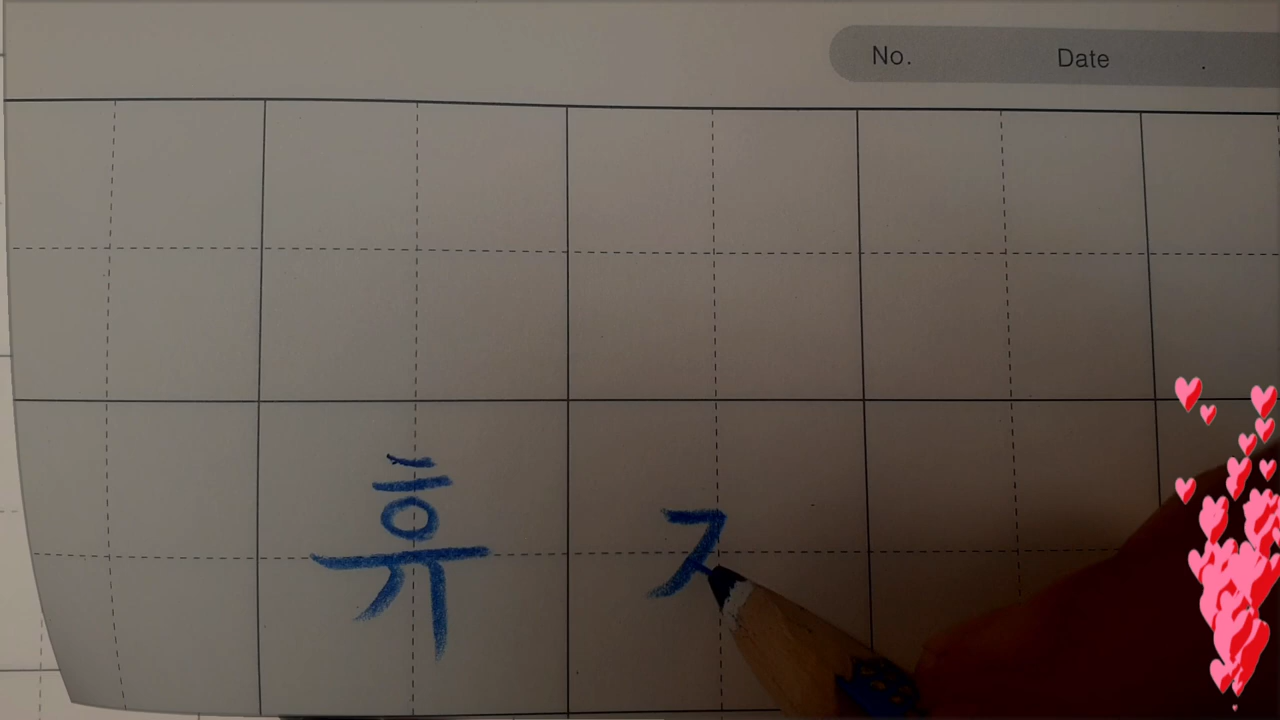 No. Date .
휴 ㅈ